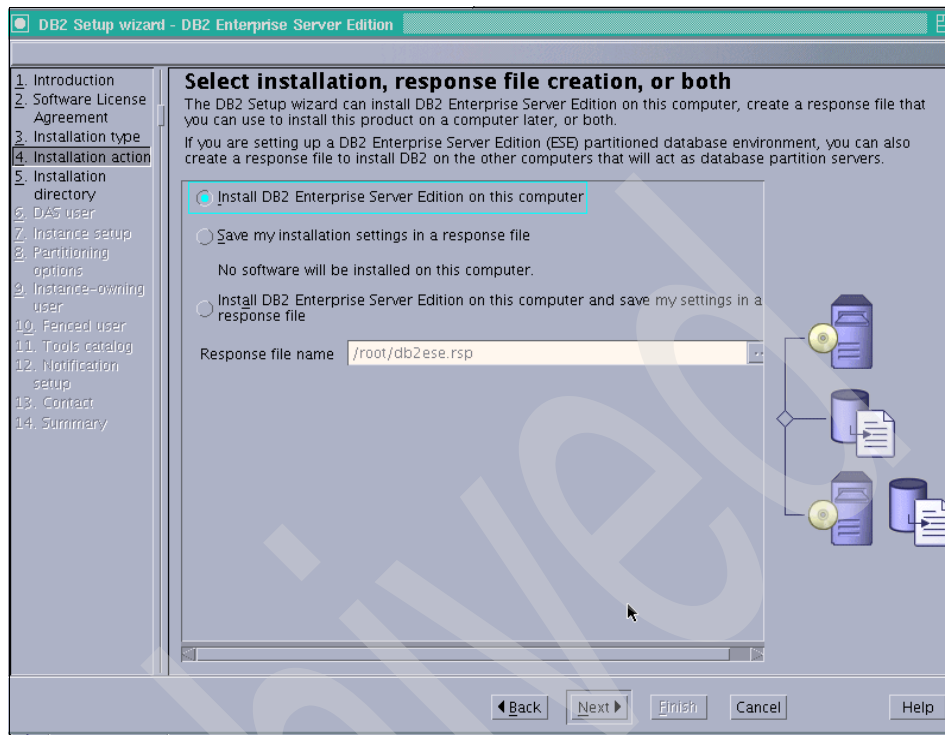 DB2 Setup wizard - DB2 Enterprise Server Edition
1. Introduction
2. Software License
Agreement
3. Installation type
4. Installation action
5. Installation
directory
6. DAS user
7. Instance setup
8. Partitioning
options
9. Instance-owning
user
10. Fenced user
11. Tools catalog
12. Notification
setup
13. Contact
14. Summary
Select installation, response file creation, or both
The DB2 Setup wizard can install DB2 Enterprise Server Edition on this computer, create a response file that
you can use to install this product on a computer later, or both.
If you are setting up a DB2 Enterprise Server Edition (ESE) partitioned database environment, you can also
create a response file to install DB2 on the other computers that will act as database partition servers.
Install DB2 Enterprise Server Edition on this computer
Save my installation settings in a response file
No software will be installed on this computer.
Install DB2 Enterprise Server Edition on this computer and save my settings in a
response file
Response file name /root/db2ese.rsp
Back Next Finish Cancel Help